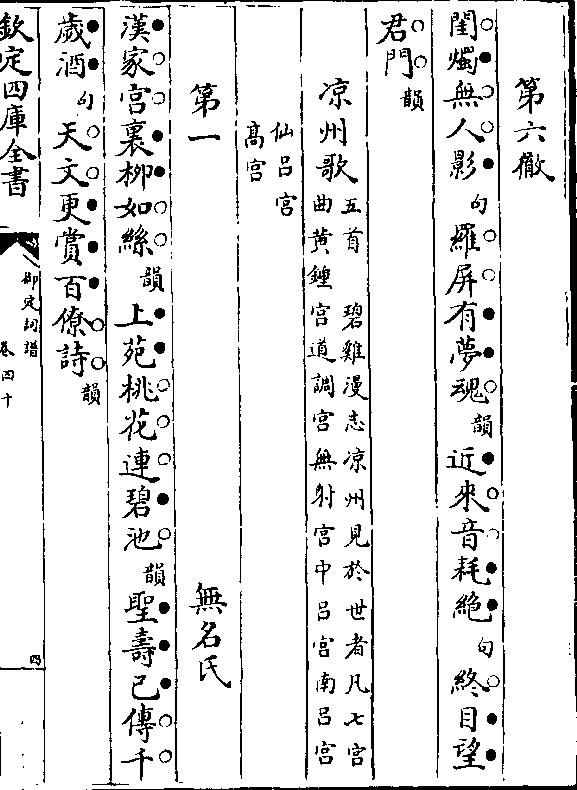 第六徹
閨燭無人影句羅屏有夢魂韻近來音耗絶句終目望
君門韻
凉州歌五首　碧雞漫志凉州見於世者凡七宫
曲黄鍾宫道調宫無射宫中吕宫南吕宫
仙吕宫
髙宫
第一　無名氏
漢家宫裏柳如絲韻上苑桃花連碧池韻聖壽已傳千
歲酒句天文更賞百僚詩韻
欽定四庫全書
御定詞譜
卷四十
四